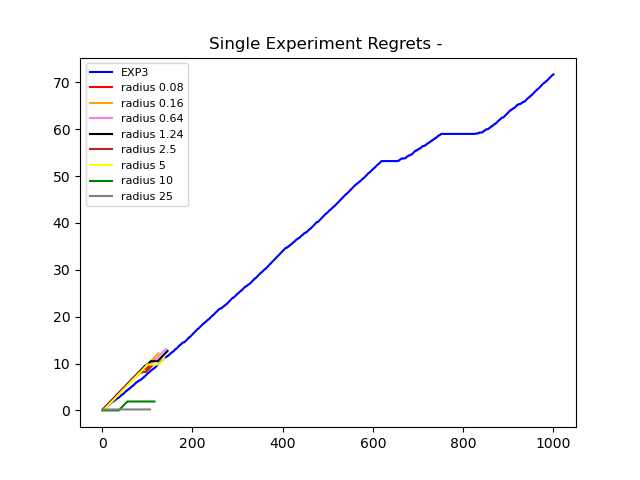 Single Experiment Regrets -
EXP3
radius 0.08
radius 0.16
radius 0.64
radius 1.24
radius 2.5
radius 5
radius 10
radius 25
70
60
50
40
30
20
10
0
0 200 400 600 800 1000